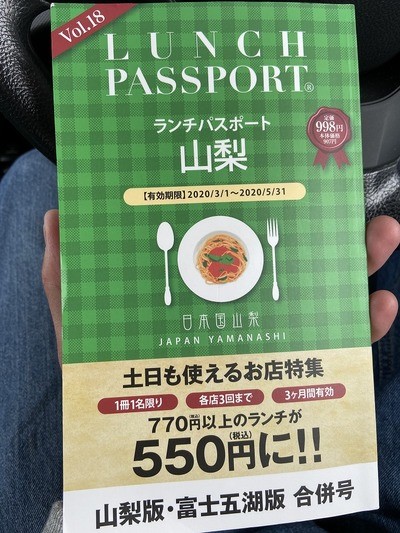 Vol.18
LUNCH
PASSPORT®
ランチパスポート
山梨
定価
998円
本体価格
907円
【有効期限】2020/3/1〜2020/5/31
日本国山梨
JAPAN YAMANASHI
土日も使えるお店特集
1冊1名限り 各店3回まで 3ヶ月間有効
770円(税込)以上のランチが
550円(税込)に!!
山梨版・富士五湖版 合併号